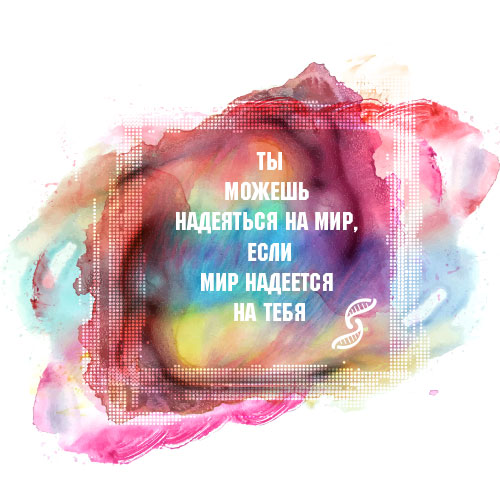 ТЫ
МОЖЕШЬ
НАДЕЯТЬСЯ НА МИР,
ЕСЛИ
МИР НАДЕЕТСЯ
НА ТЕБЯ